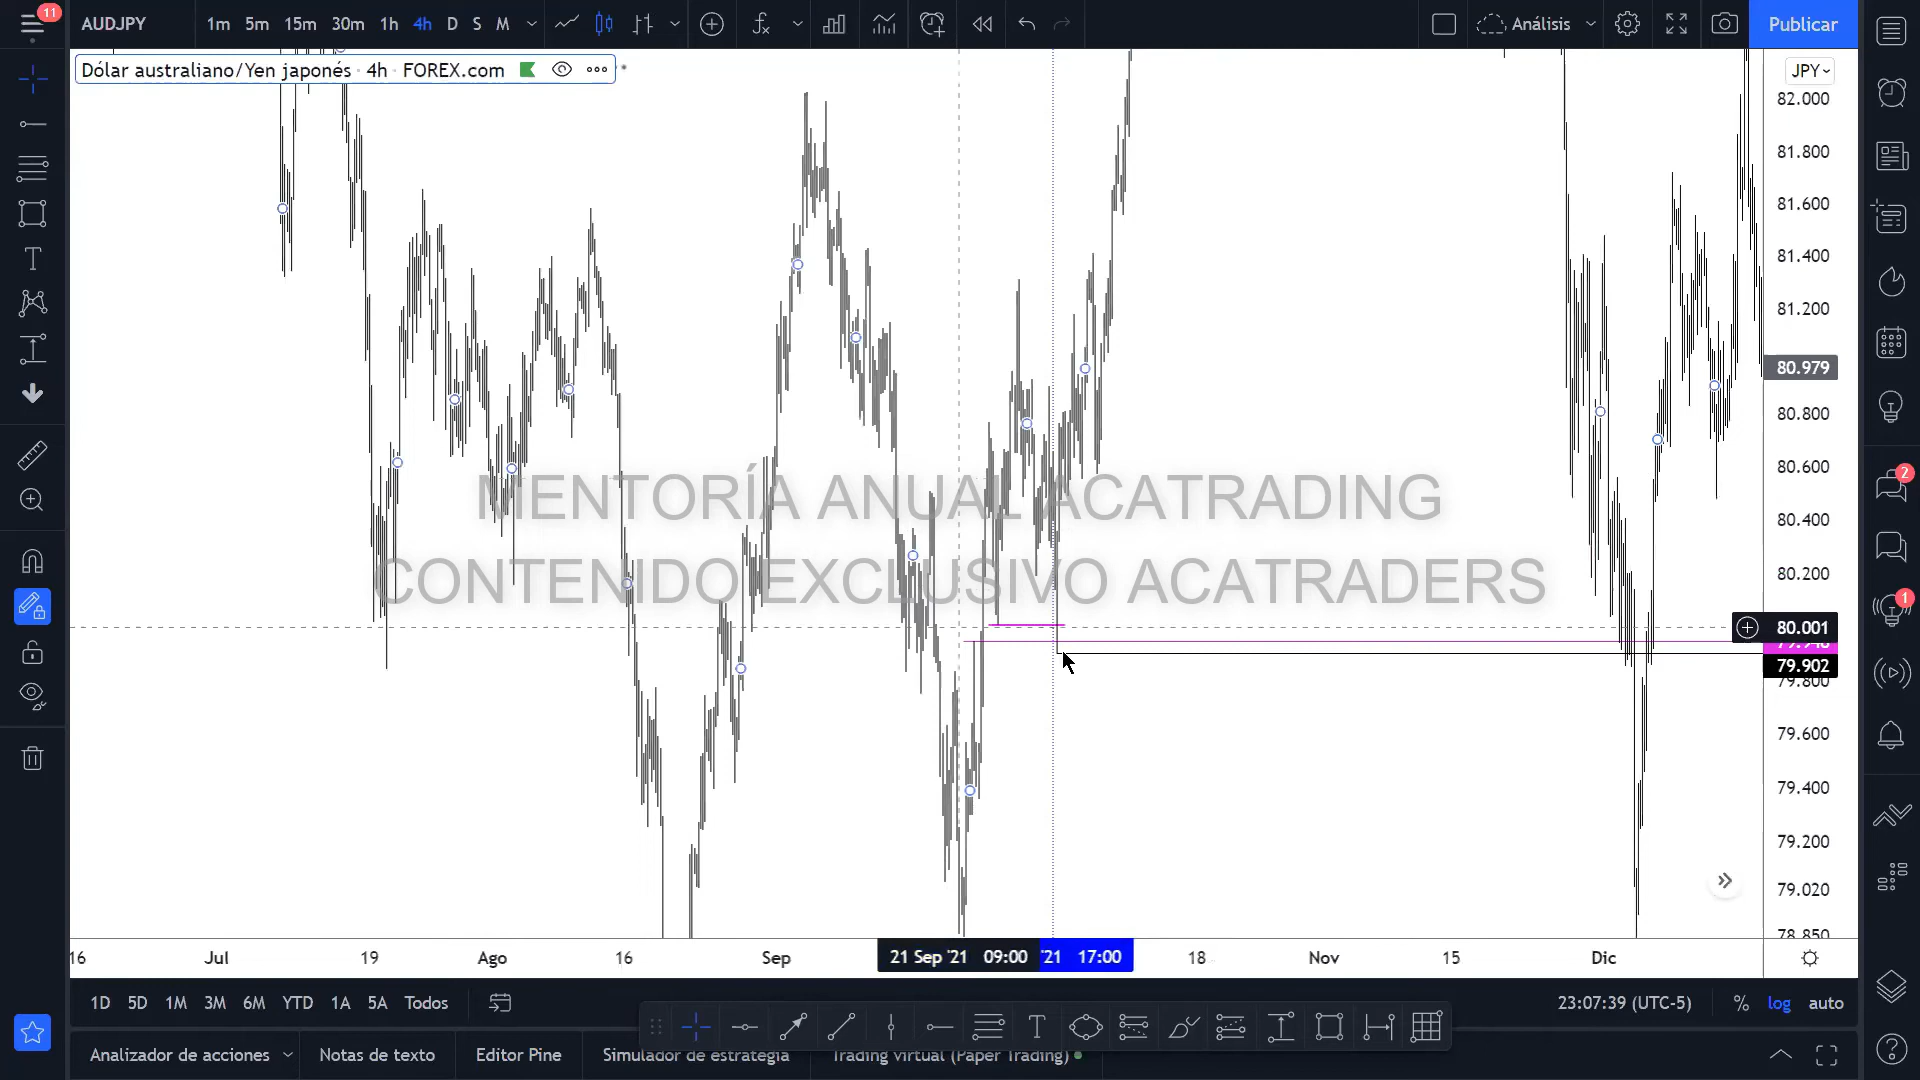 11
AUDJPY
1m 5m 15m 30m 1h 4h D S M
Análisis
Publicar
Dólar australiano/Yen japonés · 4h · FOREX.com
JPY
82.000
81.800
81.600
81.400
81.200
80.979
80.800
80.600
80.400
80.200
80.001
79.902
79.800
79.600
79.400
79.200
79.020
78.850
MENTORÍA ANUAL ACATRADING
CONTENIDO EXCLUSIVO ACATRADERS
2
1
16 Jul 19 Ago 16 Sep 21 Sep '21 09:00 '21 17:00 18 Nov 15 Dic
1D 5D 1M 3M 6M YTD 1A 5A Todos
23:07:39 (UTC-5) % log auto
Analizador de acciones Notas de texto Editor Pine Simulador de estrategia Trading virtual (Paper Trading)